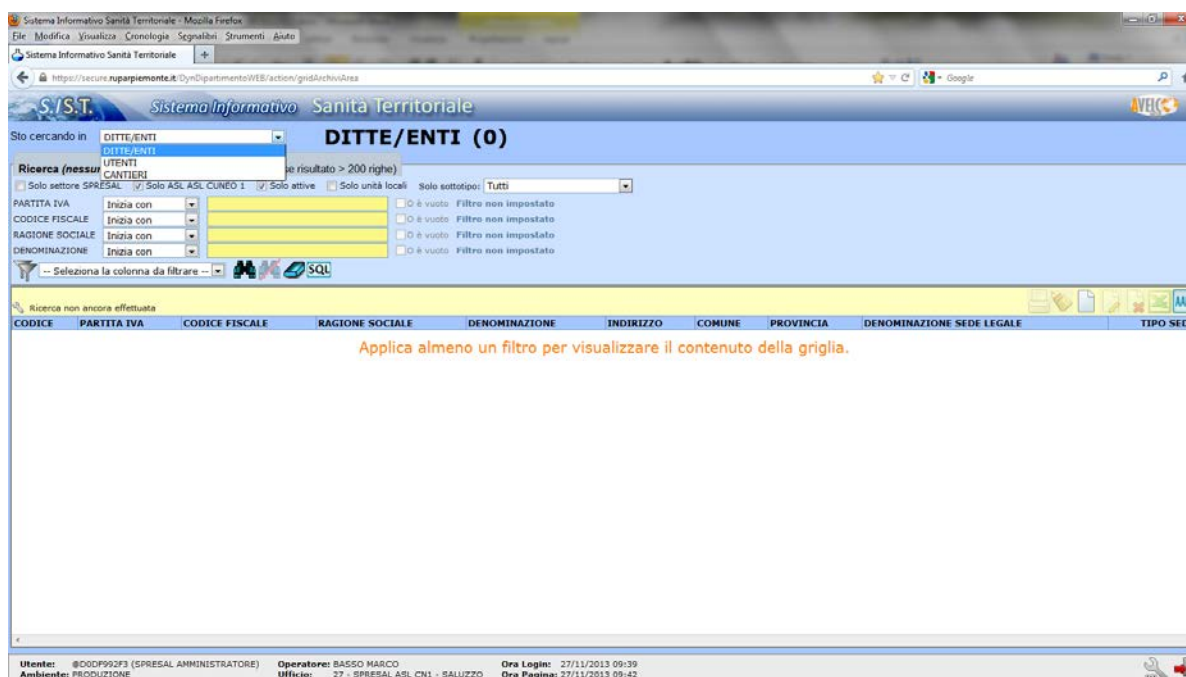 Sistema Informativo Sanità Territoriale - Mozilla Firefox
File Modifica Visualizza Cronologia Segnalibri Strumenti Aiuto
Sistema Informativo Sanità Territoriale +
https://secure.ruparpiemonte.it/DynDipartimentoWEB/action/gridArchiviArea Google
S.I.S.T. Sistema Informativo Sanità Territoriale
Sto cercando in DITTE/ENTI DITTE/ENTI (0)
DITTE/ENTI
UTENTI
CANTIERI
Ricerca (nessun se risultato > 200 righe)
Solo settore SPRESAL Solo ASL ASL CUNEO 1 Solo attive Solo unità locali Solo sottotipo: Tutti
PARTITA IVA Inizia con O è vuoto Filtro non impostato
CODICE FISCALE Inizia con O è vuoto Filtro non impostato
RAGIONE SOCIALE Inizia con O è vuoto Filtro non impostato
DENOMINAZIONE Inizia con O è vuoto Filtro non impostato
-- Seleziona la colonna da filtrare -- SQL
Ricerca non ancora effettuata
CODICE PARTITA IVA CODICE FISCALE RAGIONE SOCIALE DENOMINAZIONE INDIRIZZO COMUNE PROVINCIA DENOMINAZIONE SEDE LEGALE TIPO SED
Applica almeno un filtro per visualizzare il contenuto della griglia.
Utente: @D0DF992F3 (SPRESAL AMMINISTRATORE) Operatore: BASSO MARCO Ora Login: 27/11/2013 09:39
Ambiente: PRODUZIONE Ufficio: 27 - SPRESAL ASL CN1 - SALUZZO Ora Pagina: 27/11/2013 09:42